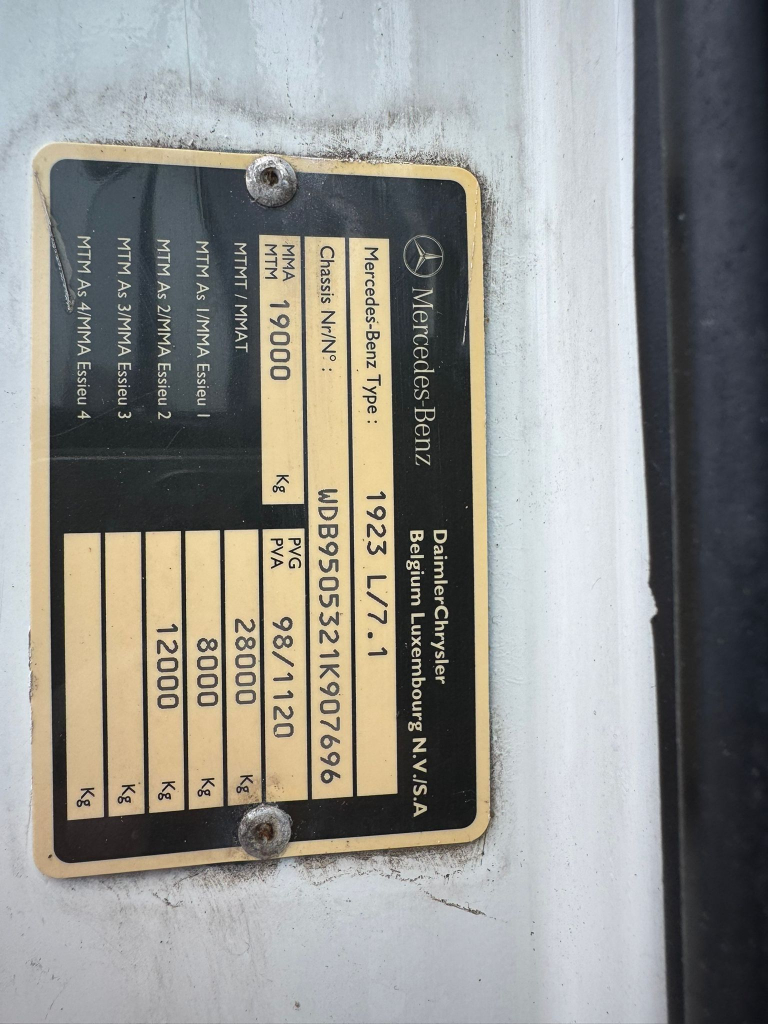 Mercedes-Benz
DaimlerChrysler
Belgium Luxembourg N.V./S.A
Mercedes-Benz Type : 1923 L/7.1
Chassis Nr/N° : WDB9505321K907696
MMA
MTM 19000 Kg
PVG
PVA 98/1120
MTMT / MMAT 28000 Kg
MTM As 1/MMA Essieu 1 8000
MTM As 2/MMA Essieu 2 12000 Kg
MTM As 3/MMA Essieu 3 Kg
MTM As 4/MMA Essieu 4 Kg